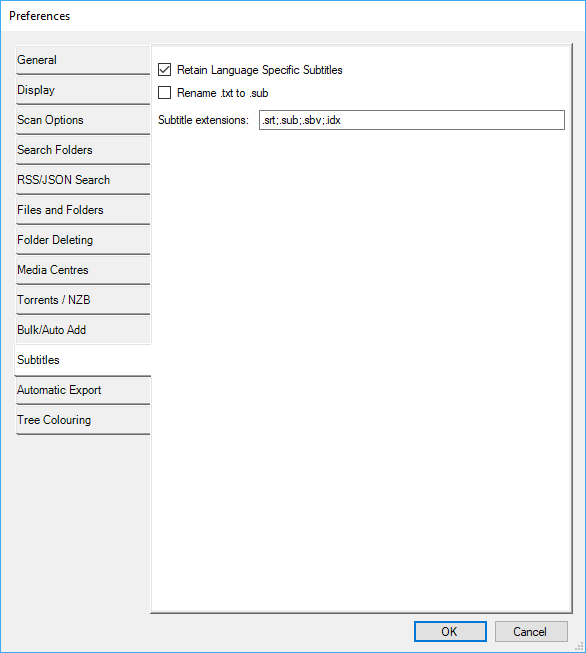 Preferences
General
Display
Scan Options
Search Folders
RSS/JSON Search
Files and Folders
Folder Deleting
Media Centres
Torrents / NZB
Bulk/Auto Add
Subtitles
Automatic Export
Tree Colouring
Retain Language Specific Subtitles
Rename .txt to .sub
Subtitle extensions: .srt;.sub;.sbv;.idx
OK Cancel